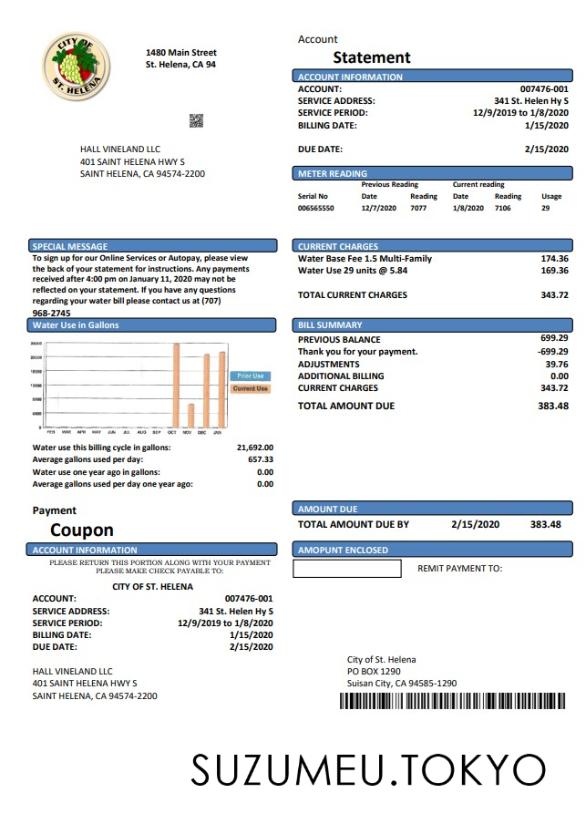 CITY OF
ST. HELENA
1480 Main Street
St. Helena, CA 94
HALL VINELAND LLC
401 SAINT HELENA HWY S
SAINT HELENA, CA 94574-2200
Account
Statement
ACCOUNT INFORMATION
ACCOUNT: 007476-001
SERVICE ADDRESS: 341 St. Helen Hy S
SERVICE PERIOD: 12/9/2019 to 1/8/2020
BILLING DATE: 1/15/2020
DUE DATE: 2/15/2020
METER READING
Previous Reading Current reading
Serial No Date Reading Date Reading Usage
006565550 12/7/2020 7077 1/8/2020 7106 29
SPECIAL MESSAGE
To sign up for our Online Services or Autopay, please view
the back of your statement for instructions. Any payments
received after 4:00 pm on January 11, 2020 may not be
reflected on your statement. If you have any questions
regarding your water bill please contact us at (707)
968-2745
CURRENT CHARGES
Water Base Fee 1.5 Multi-Family 174.36
Water Use 29 units @ 5.84 169.36
TOTAL CURRENT CHARGES 343.72
Water Use in Gallons
Prior Use
Current Use
FEB MAR APR MAY JUN JUL AUG SEP OCT NOV DEC JAN
Water use this billing cycle in gallons: 21,692.00
Average gallons used per day: 657.33
Water use one year ago in gallons: 0.00
Average gallons used per day one year ago: 0.00
BILL SUMMARY
PREVIOUS BALANCE 699.29
Thank you for your payment. -699.29
ADJUSTMENTS 39.76
ADDITIONAL BILLING 0.00
CURRENT CHARGES 343.72
TOTAL AMOUNT DUE 383.48
Payment
Coupon
ACCOUNT INFORMATION
PLEASE RETURN THIS PORTION ALONG WITH YOUR PAYMENT
PLEASE MAKE CHECK PAYABLE TO:
CITY OF ST. HELENA
ACCOUNT: 007476-001
SERVICE ADDRESS: 341 St. Helen Hy S
SERVICE PERIOD: 12/9/2019 to 1/8/2020
BILLING DATE: 1/15/2020
DUE DATE: 2/15/2020
HALL VINELAND LLC
401 SAINT HELENA HWY S
SAINT HELENA, CA 94574-2200
AMOUNT DUE
TOTAL AMOUNT DUE BY 2/15/2020 383.48
AMOPUNT ENCLOSED
REMIT PAYMENT TO:
City of St. Helena
PO BOX 1290
Suisan City, CA 94585-1290
SUZUMEU.TOKYO